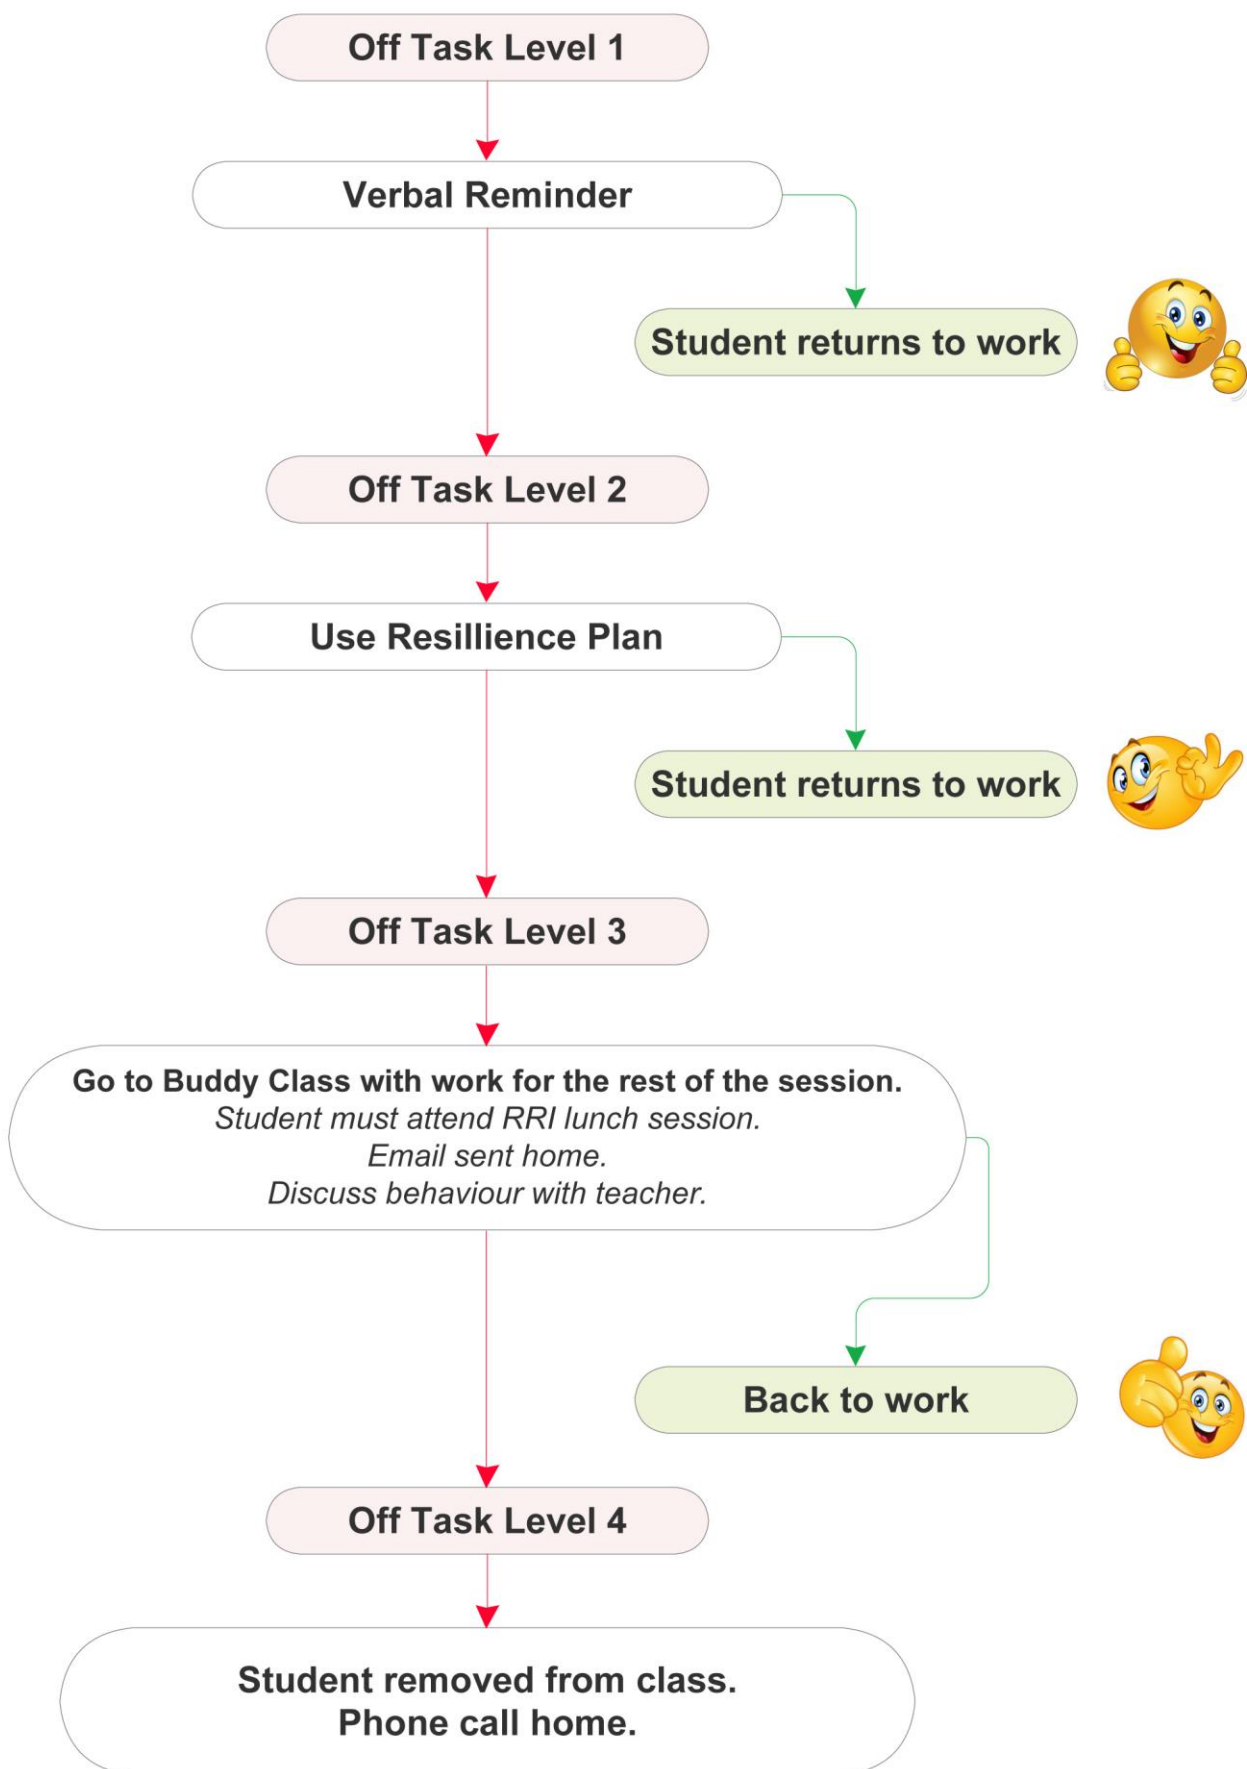 Off Task Level 1
Verbal Reminder
Student returns to work
Off Task Level 2
Use Resillience Plan
Student returns to work
Off Task Level 3
Go to Buddy Class with work for the rest of the session.
Student must attend RRI lunch session.
Email sent home.
Discuss behaviour with teacher.
Back to work
Off Task Level 4
Student removed from class.
Phone call home.